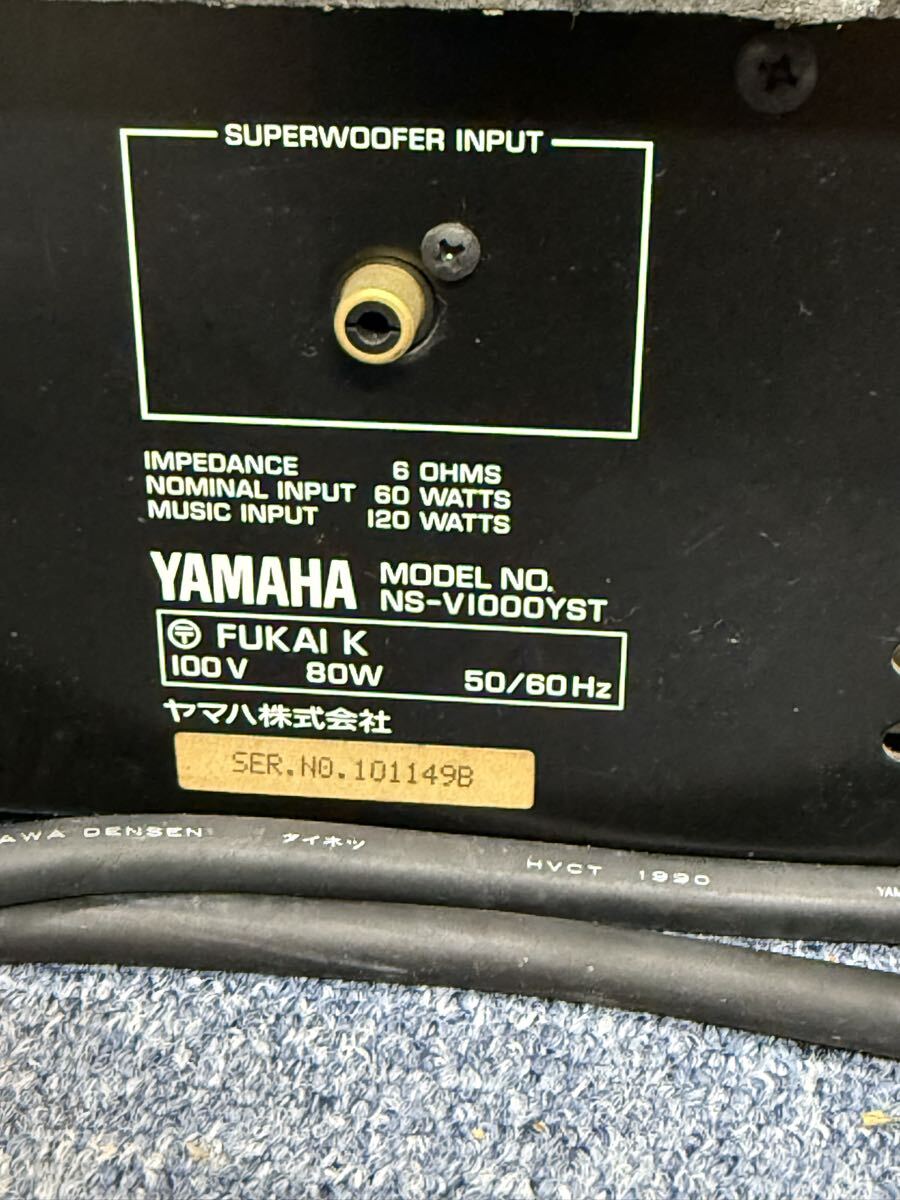 SUPERWOOFER INPUT
IMPEDANCE 6 OHMS
NOMINAL INPUT 60 WATTS
MUSIC INPUT 120 WATTS
YAMAHA MODEL NO.
NS-V1000YST
〶 FUKAI K
100V 80W 50/60Hz
ヤマハ株式会社
SER.NO.101149B
AWA DENSEN タイネツ HVCT 1990 YAM